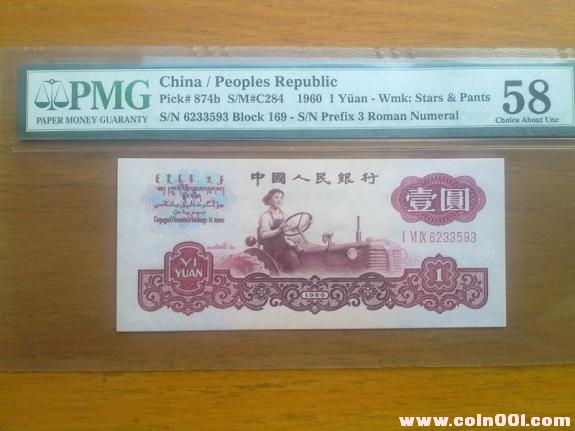 PMG
PAPER MONEY GUARANTY
China / Peoples Republic
Pick# 874b S/M#C284 1960 1 Yüan - Wmk: Stars & Pants
S/N 6233593 Block 169 - S/N Prefix 3 Roman Numeral
58
Choice About Unc
中國人民銀行
壹圓
I VI IX 6233593
YI
YUAN
1960
1
www.coin001.com